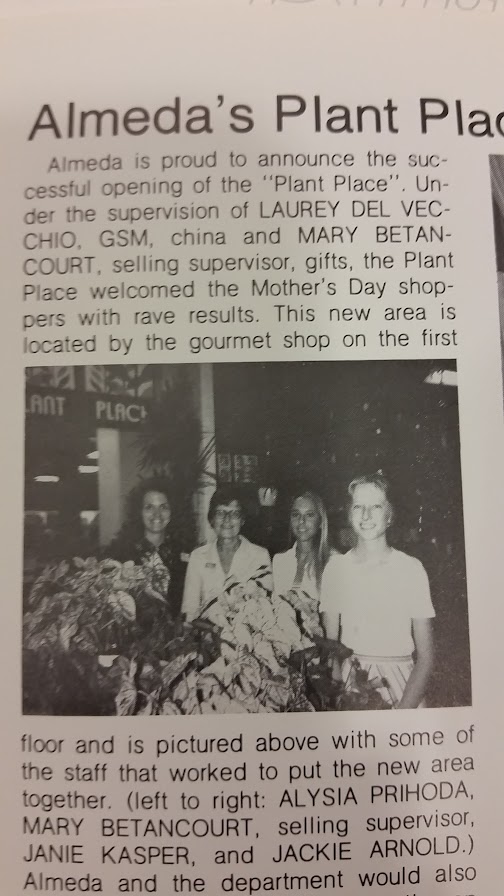 Almeda's Plant Plac
Almeda is proud to announce the suc-
cessful opening of the "Plant Place". Un-
der the supervision of LAUREY DEL VEC-
CHIO, GSM, china and MARY BETAN-
COURT, selling supervisor, gifts, the Plant
Place welcomed the Mother's Day shop-
pers with rave results. This new area is
located by the gourmet shop on the first
LANT PLACE
floor and is pictured above with some of
the staff that worked to put the new area
together. (left to right: ALYSIA PRIHODA,
MARY BETANCOURT, selling supervisor,
JANIE KASPER, and JACKIE ARNOLD.)
Almeda and the department would also